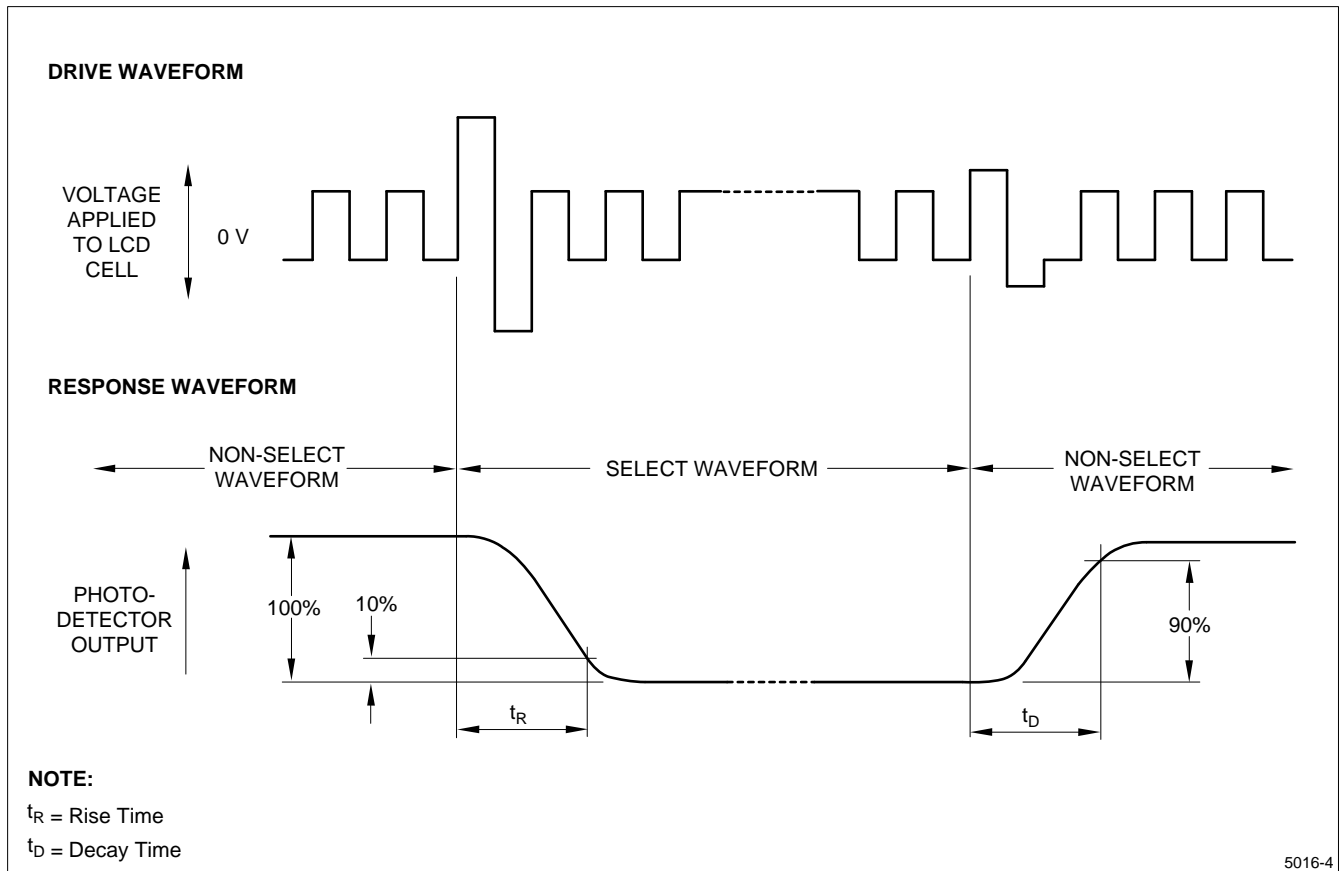 DRIVE WAVEFORM
VOLTAGE
APPLIED
TO LCD
CELL
0 V
RESPONSE WAVEFORM
NON-SELECT
WAVEFORM
SELECT WAVEFORM
NON-SELECT
WAVEFORM
PHOTO-
DETECTOR
OUTPUT
100%
10%
90%
tR
tD
NOTE:
tR = Rise Time
tD = Decay Time
5016-4